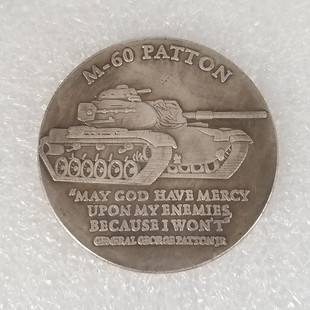 M-60 PATTON
"MAY GOD HAVE MERCY
UPON MY ENEMIES,
BECAUSE I WON'T
GENERAL GEORGE PATTON JR